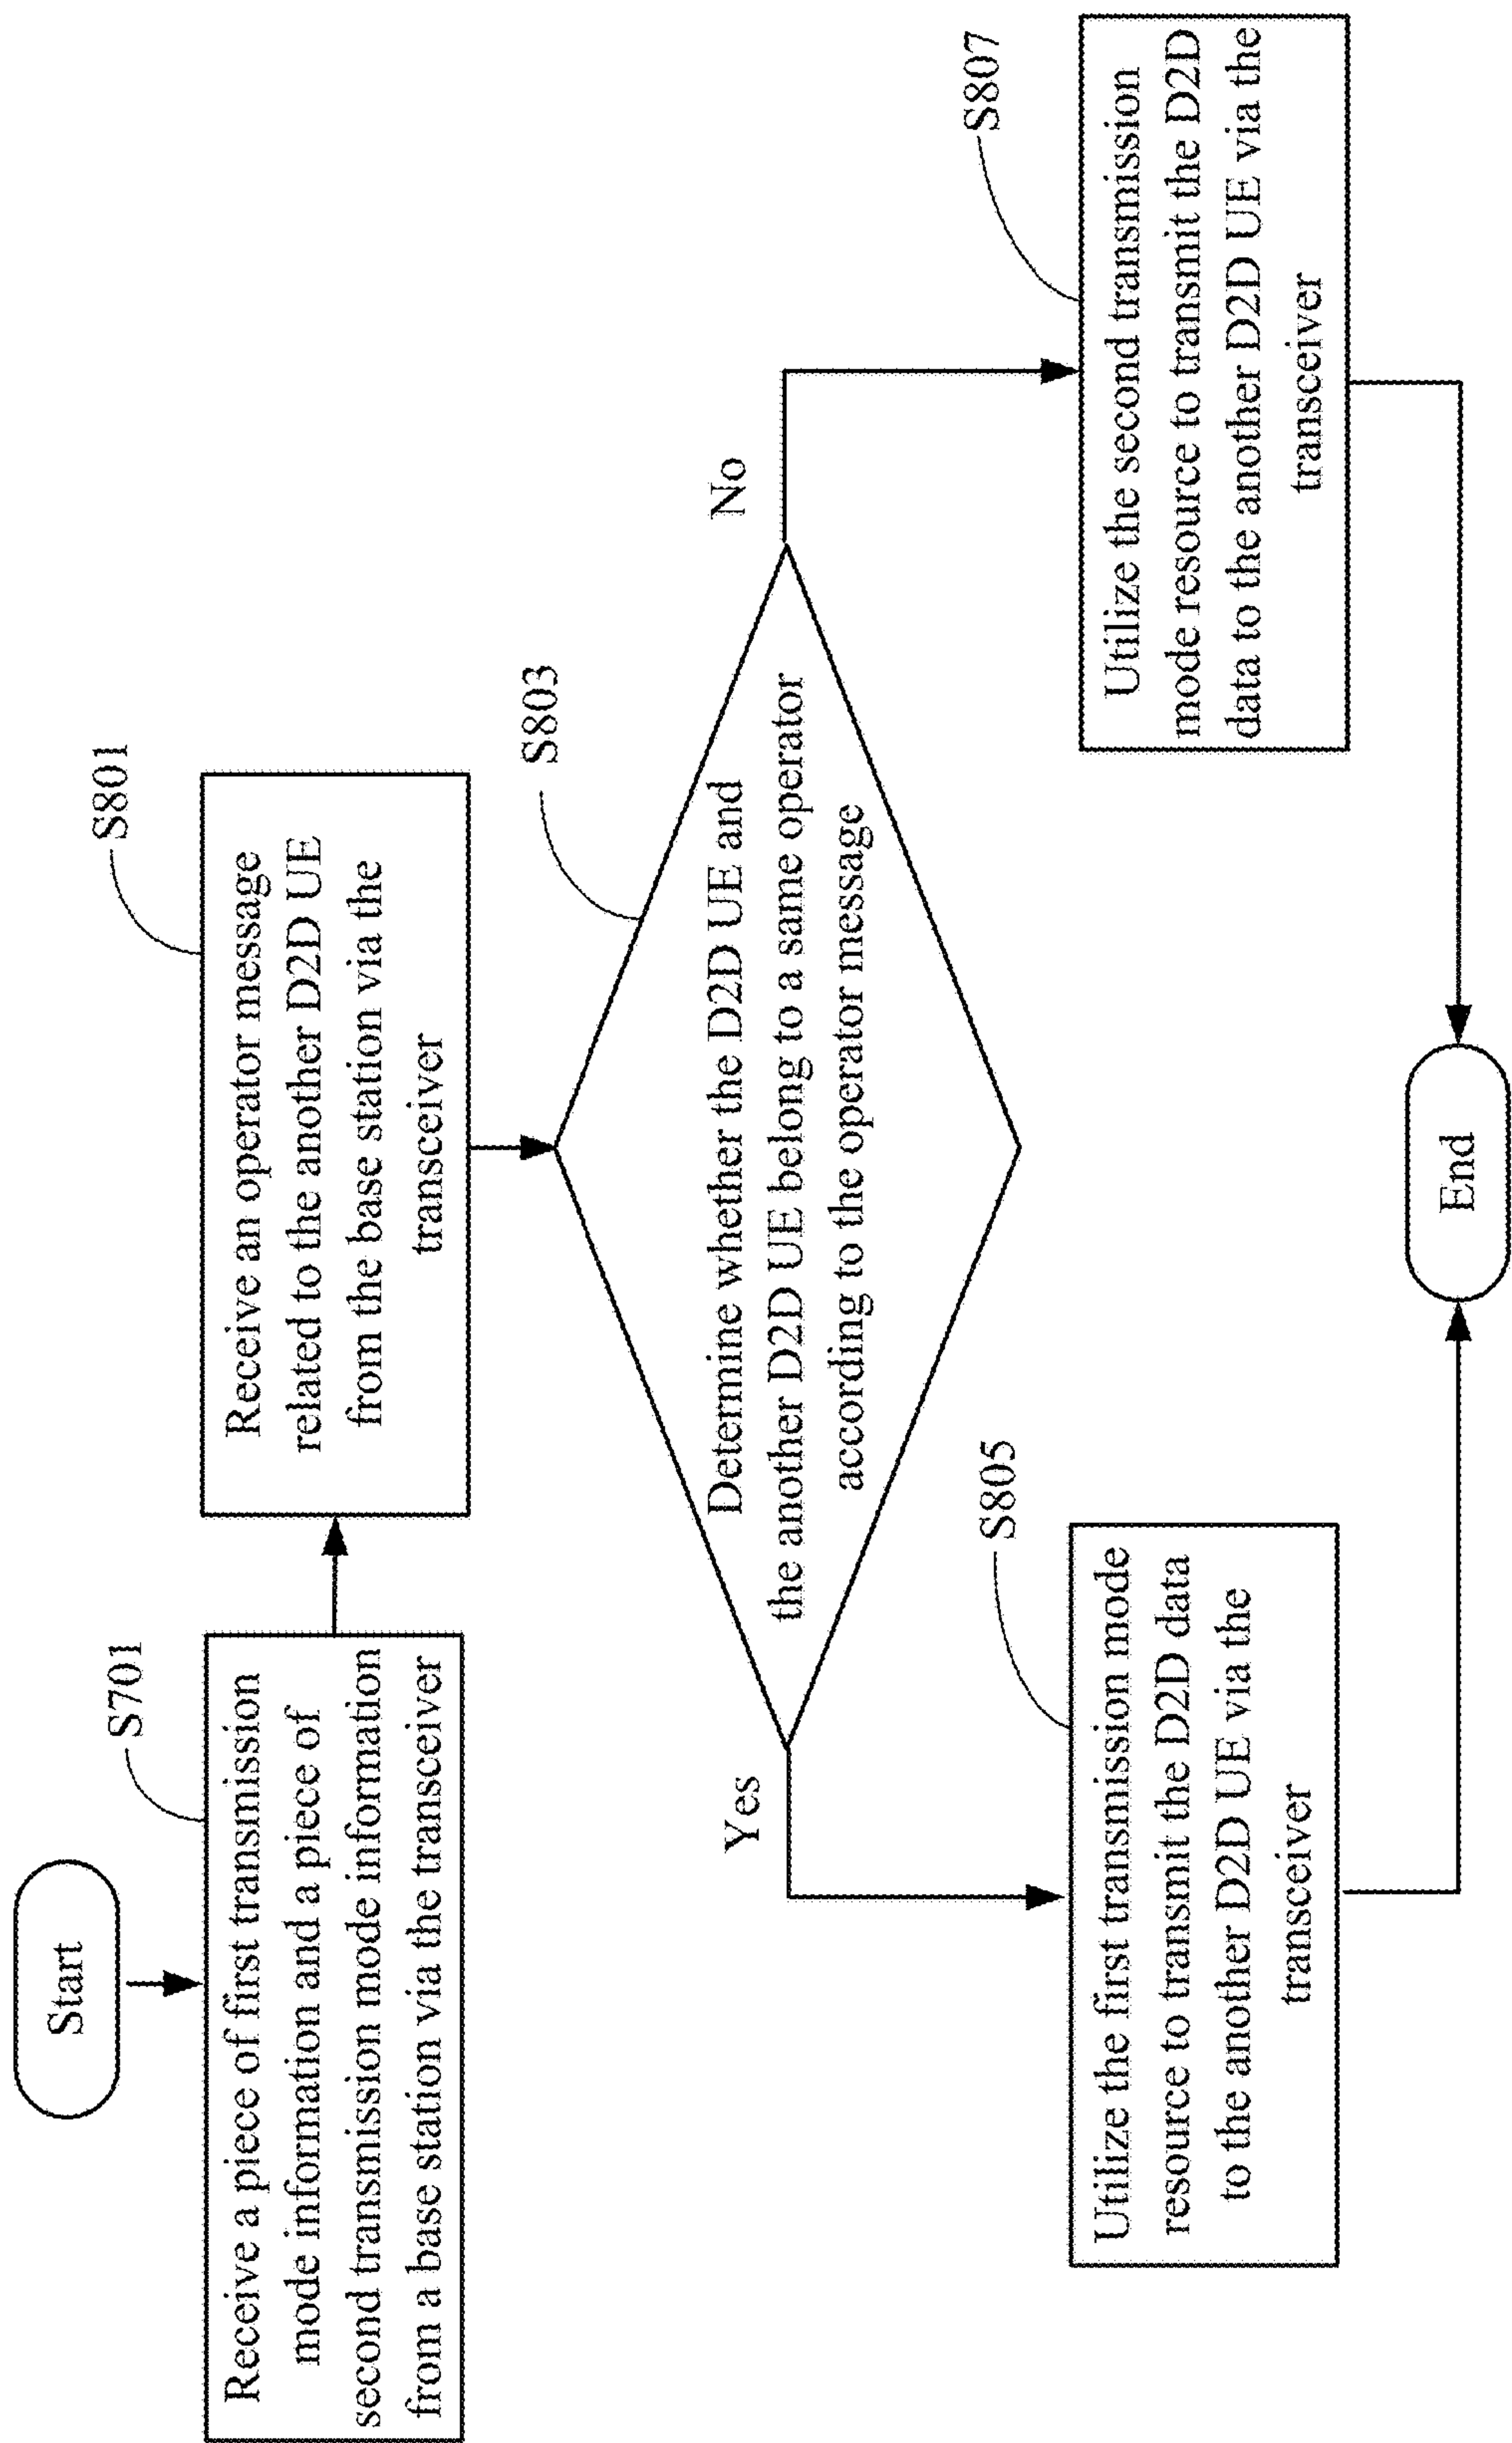 Start
S701
Receive a piece of first transmission
mode information and a piece of
second transmission mode information
from a base station via the transceiver
S801
Receive an operator message
related to the another D2D UE
from the base station via the
transceiver
S803
Determine whether the D2D UE and
the another D2D UE belong to a same operator
according to the operator message
Yes
No
S805
Utilize the first transmission mode
resource to transmit the D2D data
to the another D2D UE via the
transceiver
S807
Utilize the second transmission
mode resource to transmit the D2D
data to the another D2D UE via the
transceiver
End